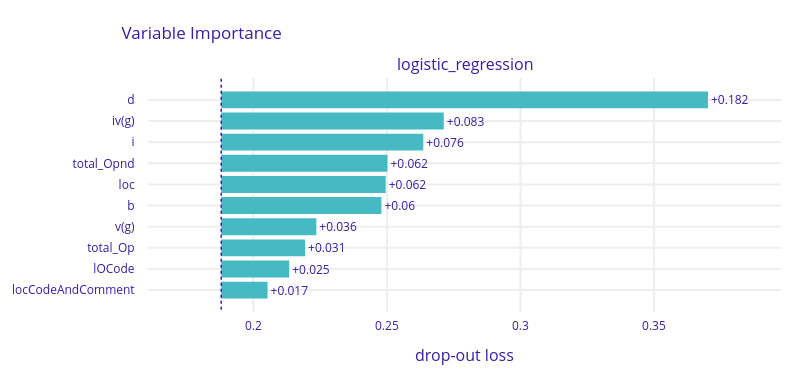 Variable Importance
logistic_regression
d +0.182
iv(g) +0.083
i +0.076
total_Opnd +0.062
loc +0.062
b +0.06
v(g) +0.036
total_Op +0.031
lOCode +0.025
locCodeAndComment +0.017
0.2 0.25 0.3 0.35
drop-out loss